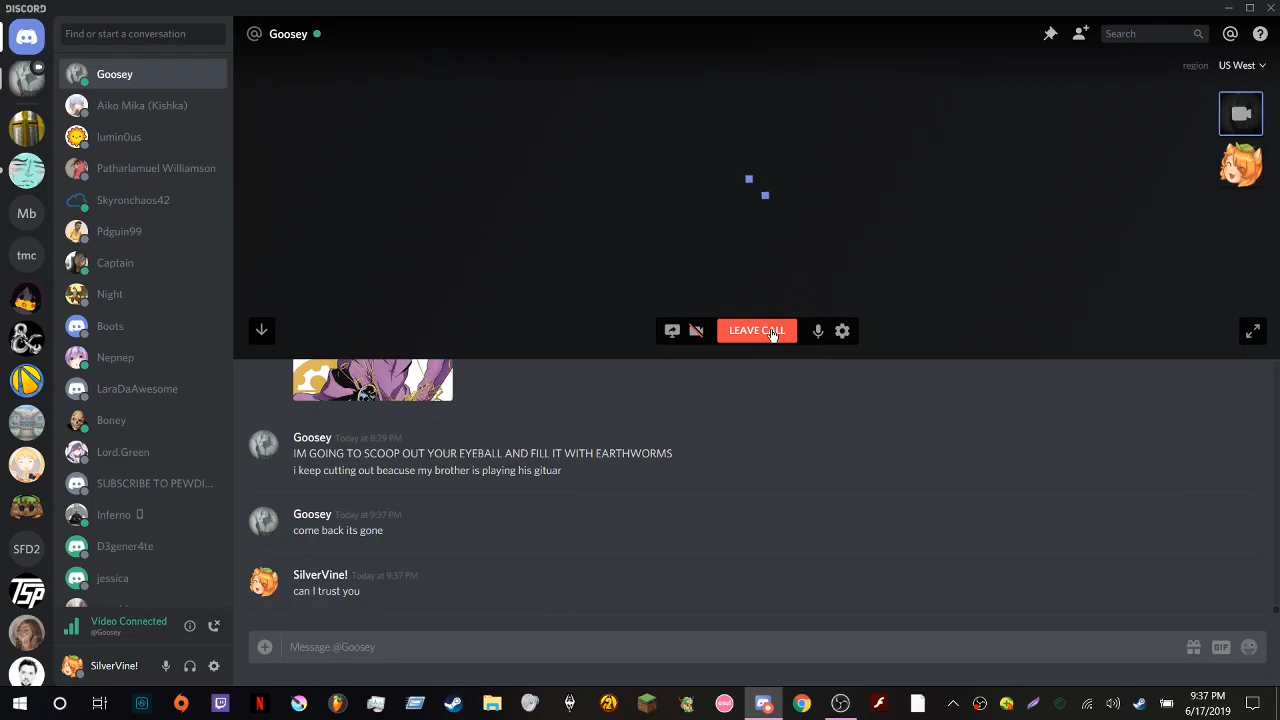 DISCORD
Find or start a conversation
Goosey
Search
region
US West
Goosey
Aiko Mika (Kishka)
lumin0us
Patharlamuel Williamson
Skyronchaos42
Mb
Pdguin99
tmc
Captain
Night
Boots
LEAVE CALL
Nepnep
LaraDaAwesome
Boney
Goosey Today at 8:29 PM
IM GOING TO SCOOP OUT YOUR EYEBALL AND FILL IT WITH EARTHWORMS
i keep cutting out beacuse my brother is playing his gituar
Lord.Green
SUBSCRIBE TO PEWDI...
Inferno
Goosey Today at 9:37 PM
come back its gone
D3gener4te
SFD2
jessica
SilverVine! Today at 9:37 PM
can I trust you
TSP
Video Connected
@Goosey
Message @Goosey
GIF
SilverVine!
9:37 PM
6/17/2019